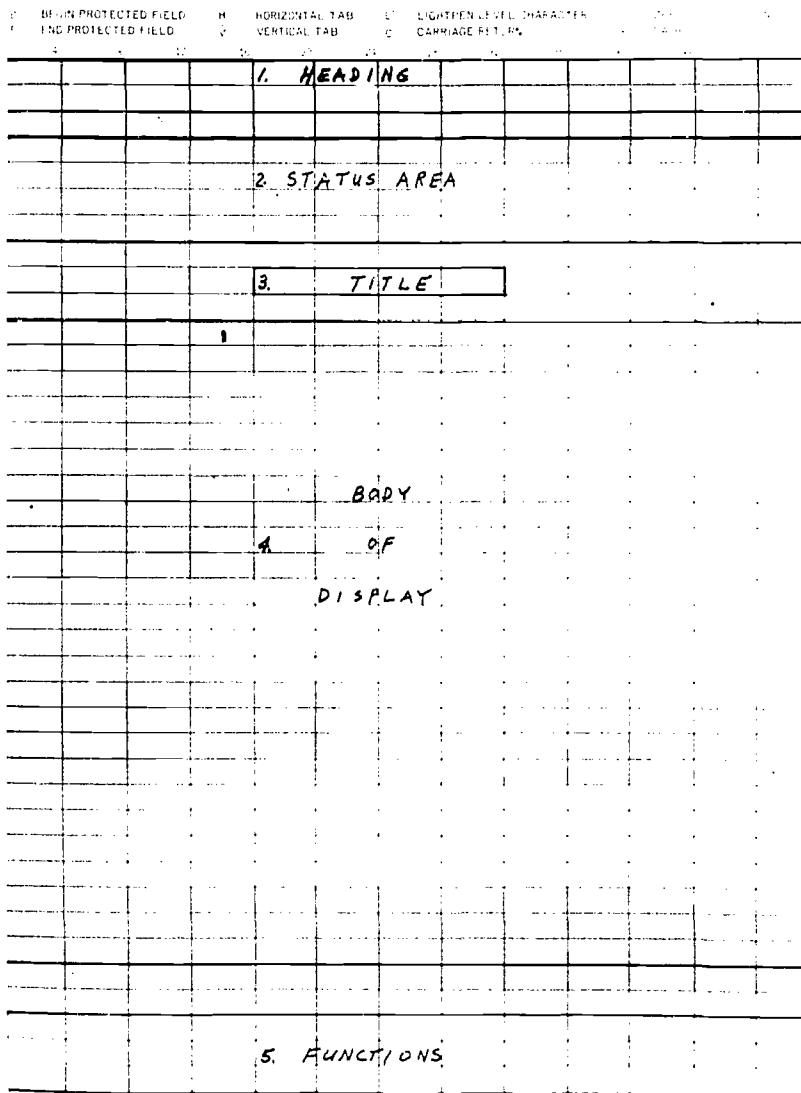 BEGIN PROTECTED FIELD H HORIZONTAL TAB L LIGHTPEN LEVEL CHARACTER
END PROTECTED FIELD V VERTICAL TAB C CARRIAGE RETURN
1. HEADING
2. STATUS AREA
3. TITLE
BODY
4. OF
DISPLAY
5. FUNCTIONS